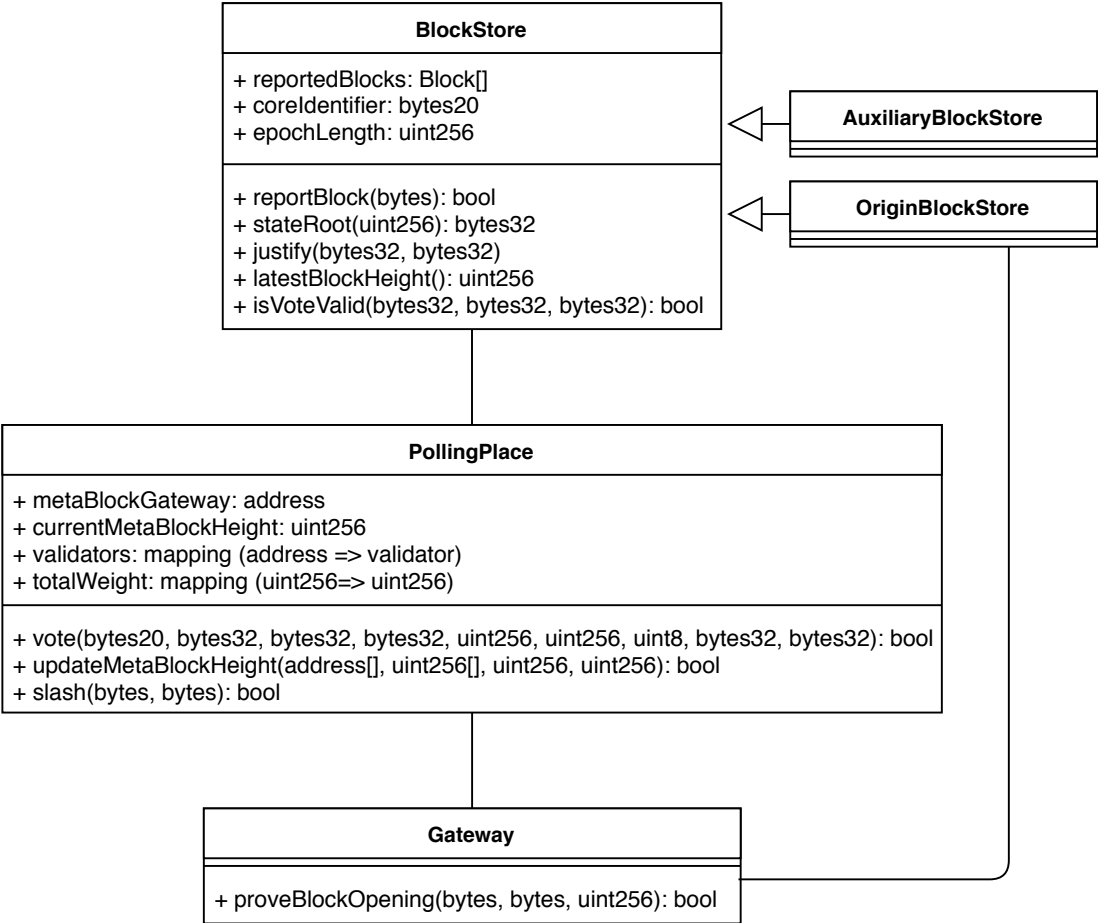 BlockStore
+ reportedBlocks: Block[]
+ coreIdentifier: bytes20
+ epochLength: uint256
+ reportBlock(bytes): bool
+ stateRoot(uint256): bytes32
+ justify(bytes32, bytes32)
+ latestBlockHeight(): uint256
+ isVoteValid(bytes32, bytes32, bytes32): bool
AuxiliaryBlockStore
OriginBlockStore
PollingPlace
+ metaBlockGateway: address
+ currentMetaBlockHeight: uint256
+ validators: mapping (address => validator)
+ totalWeight: mapping (uint256=> uint256)
+ vote(bytes20, bytes32, bytes32, bytes32, uint256, uint256, uint8, bytes32, bytes32): bool
+ updateMetaBlockHeight(address[], uint256[], uint256, uint256): bool
+ slash(bytes, bytes): bool
Gateway
+ proveBlockOpening(bytes, bytes, uint256): bool